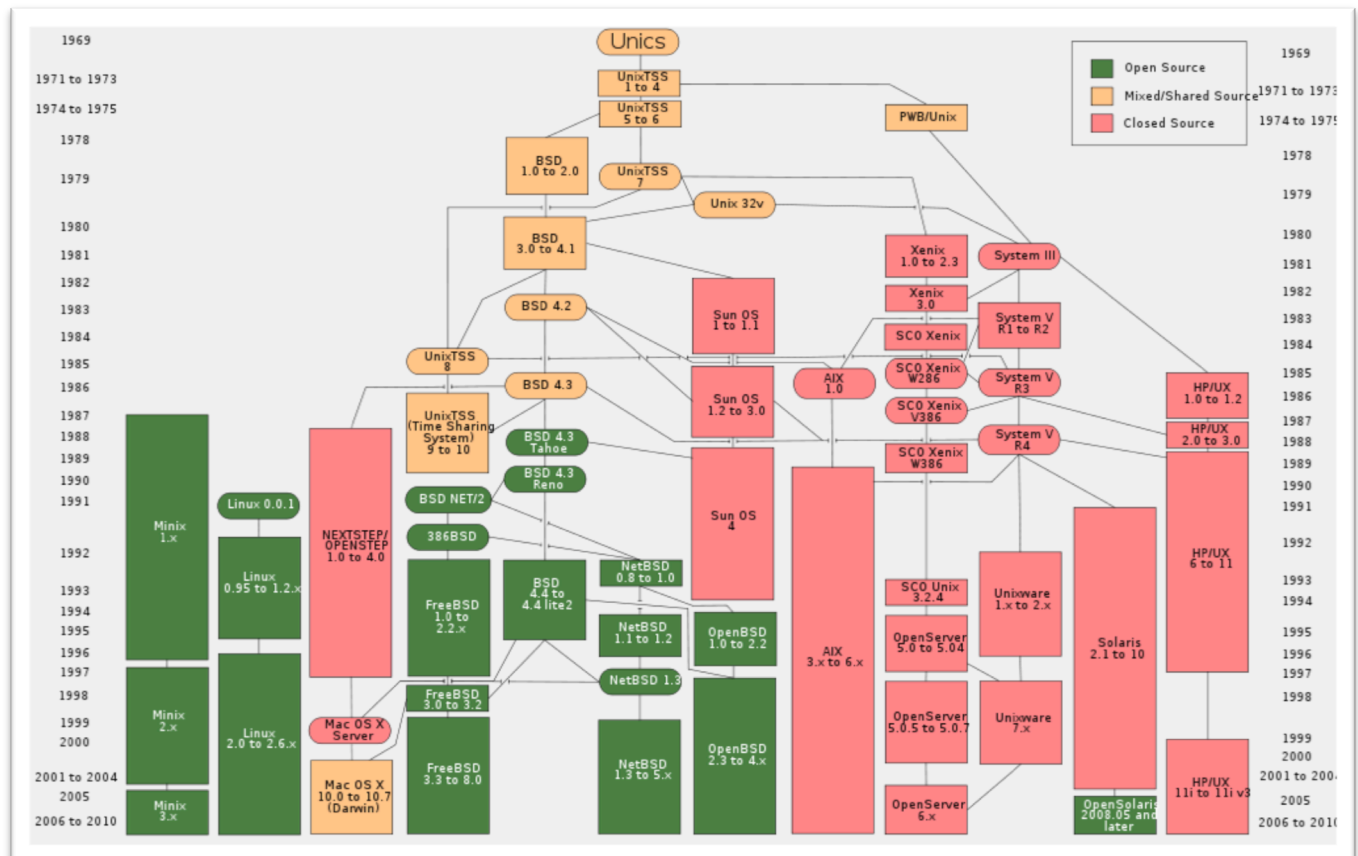 1969
1971 to 1973
1974 to 1975
1978
1979
1980
1981
1982
1983
1984
1985
1986
1987
1988
1989
1990
1991
1992
1993
1994
1995
1996
1997
1998
1999
2000
2001 to 2004
2005
2006 to 2010
Unics
UnixTSS
1 to 4
UnixTSS
5 to 6
PWB/Unix
BSD
1.0 to 2.0
UnixTSS
7
Unix 32v
BSD
3.0 to 4.1
Xenix
1.0 to 2.3
System III
Sun OS
1 to 1.1
Xenix
3.0
BSD 4.2
System V
R1 to R2
SCO Xenix
UnixTSS
8
SCO Xenix
W286
AIX
1.0
System V
R3
BSD 4.3
HP/UX
1.0 to 1.2
Sun OS
1.2 to 3.0
SCO Xenix
V386
UnixTSS
(Time Sharing
System)
9 to 10
HP/UX
2.0 to 3.0
BSD 4.3
Tahoe
System V
R4
SCO Xenix
W386
BSD 4.3
Reno
BSD NET/2
Linux 0.0.1
Minix
1.x
Sun OS
4
386BSD
NEXTSTEP/
OPENSTEP
1.0 to 4.0
HP/UX
6 to 11
NetBSD
0.8 to 1.0
Linux
0.95 to 1.2.x
BSD
4.4 to
4.4 lite2
SCO Unix
3.2.4
Unixware
1.x to 2.x
FreeBSD
1.0 to
2.2.x
NetBSD
1.1 to 1.2
OpenBSD
1.0 to 2.2
OpenServer
5.0 to 5.04
Solaris
2.1 to 10
AIX
3.x to 6.x
NetBSD 1.3
FreeBSD
3.0 to 3.2
Minix
2.x
Mac OS X
Server
Linux
2.0 to 2.6.x
OpenServer
5.0.5 to 5.0.7
Unixware
7.x
OpenBSD
2.3 to 4.x
FreeBSD
3.3 to 8.0
NetBSD
1.3 to 5.x
Mac OS X
10.0 to 10.7
(Darwin)
HP/UX
11i to 11i v3
Minix
3.x
OpenServer
6.x
OpenSolaris
2008.05 and
later
Open Source
Mixed/Shared Source
Closed Source
1969
1971 to 1973
1974 to 1975
1978
1979
1980
1981
1982
1983
1984
1985
1986
1987
1988
1989
1990
1991
1992
1993
1994
1995
1996
1997
1998
1999
2000
2001 to 2004
2005
2006 to 2010